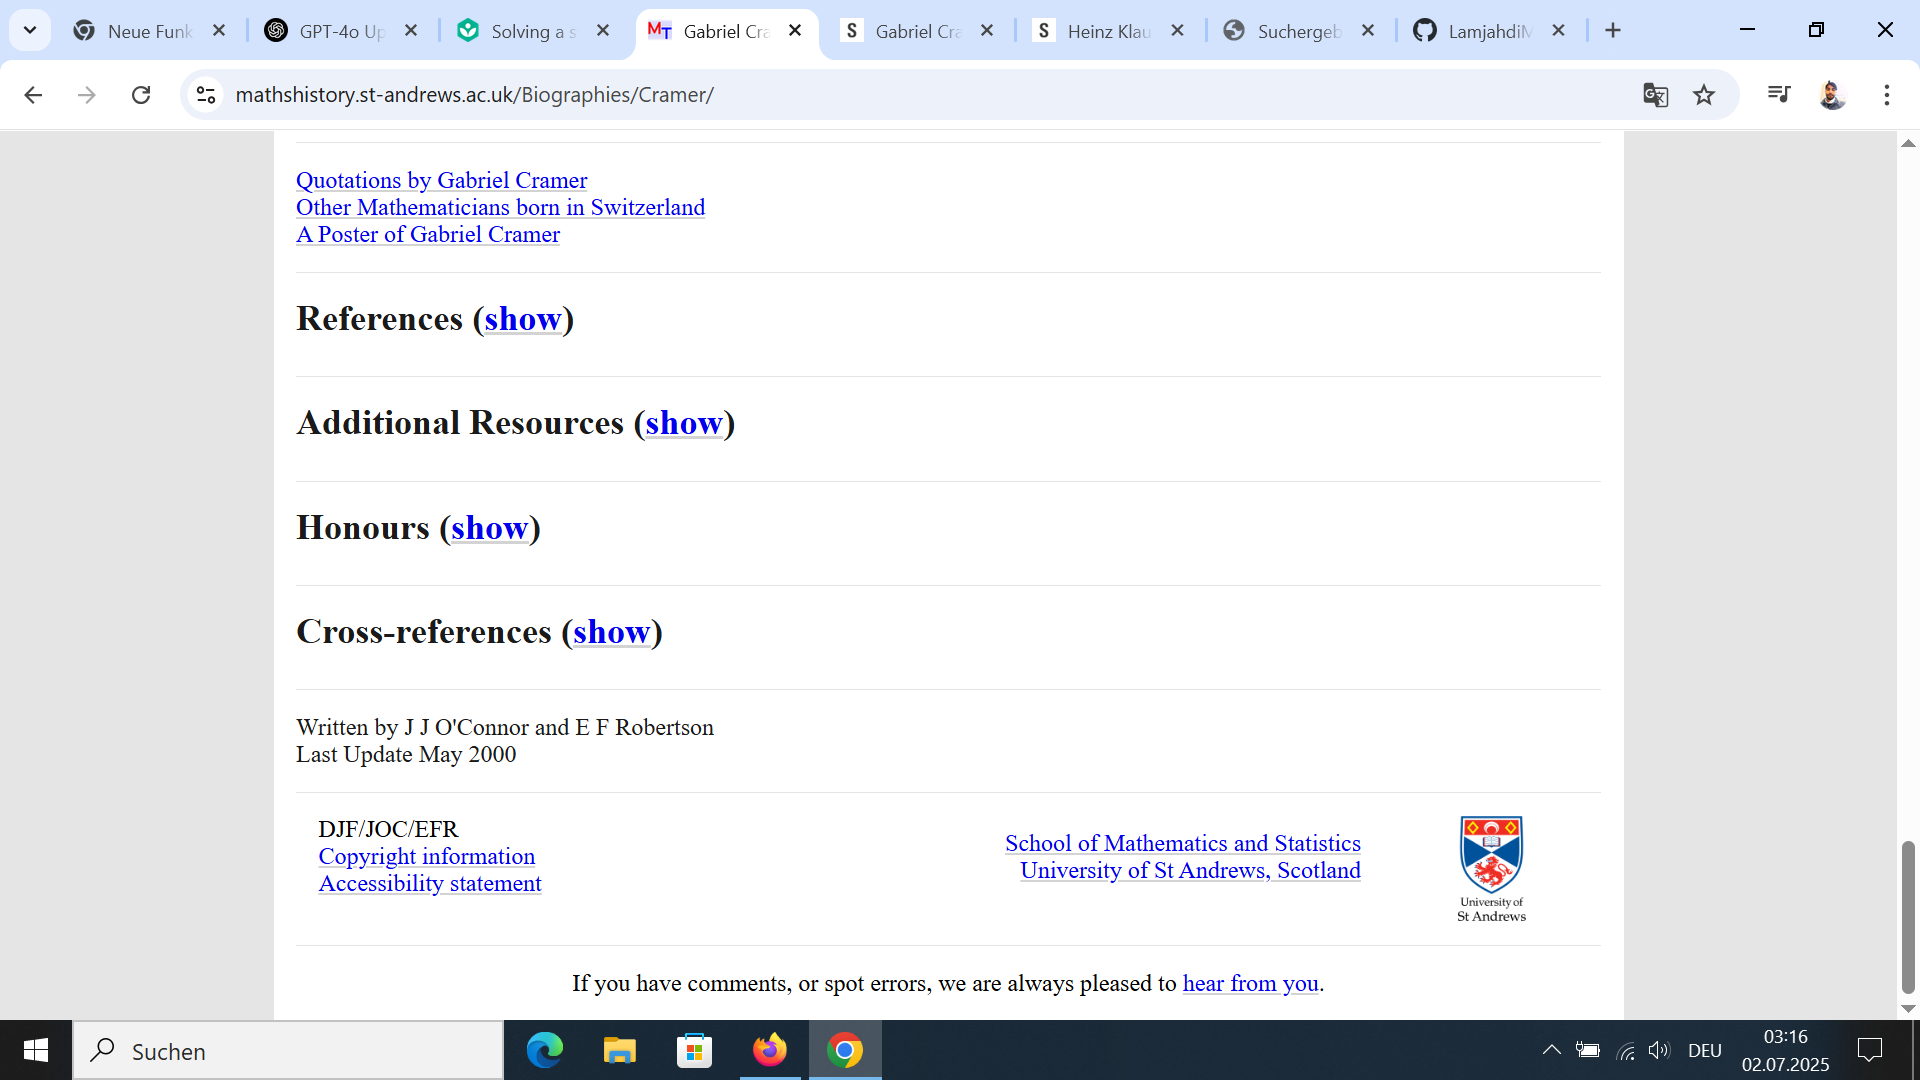 Neue Funk
GPT-4o Up
Solving a s
Gabriel Cra
Gabriel Cra
Heinz Klau
Suchergeb
LamjahdiM
mathshistory.st-andrews.ac.uk/Biographies/Cramer/
Quotations by Gabriel Cramer
Other Mathematicians born in Switzerland
A Poster of Gabriel Cramer
References (show)
Additional Resources (show)
Honours (show)
Cross-references (show)
Written by J J O'Connor and E F Robertson
Last Update May 2000
DJF/JOC/EFR
Copyright information
Accessibility statement
School of Mathematics and Statistics
University of St Andrews, Scotland
University of
St Andrews
If you have comments, or spot errors, we are always pleased to hear from you.
Suchen
DEU
03:16
02.07.2025